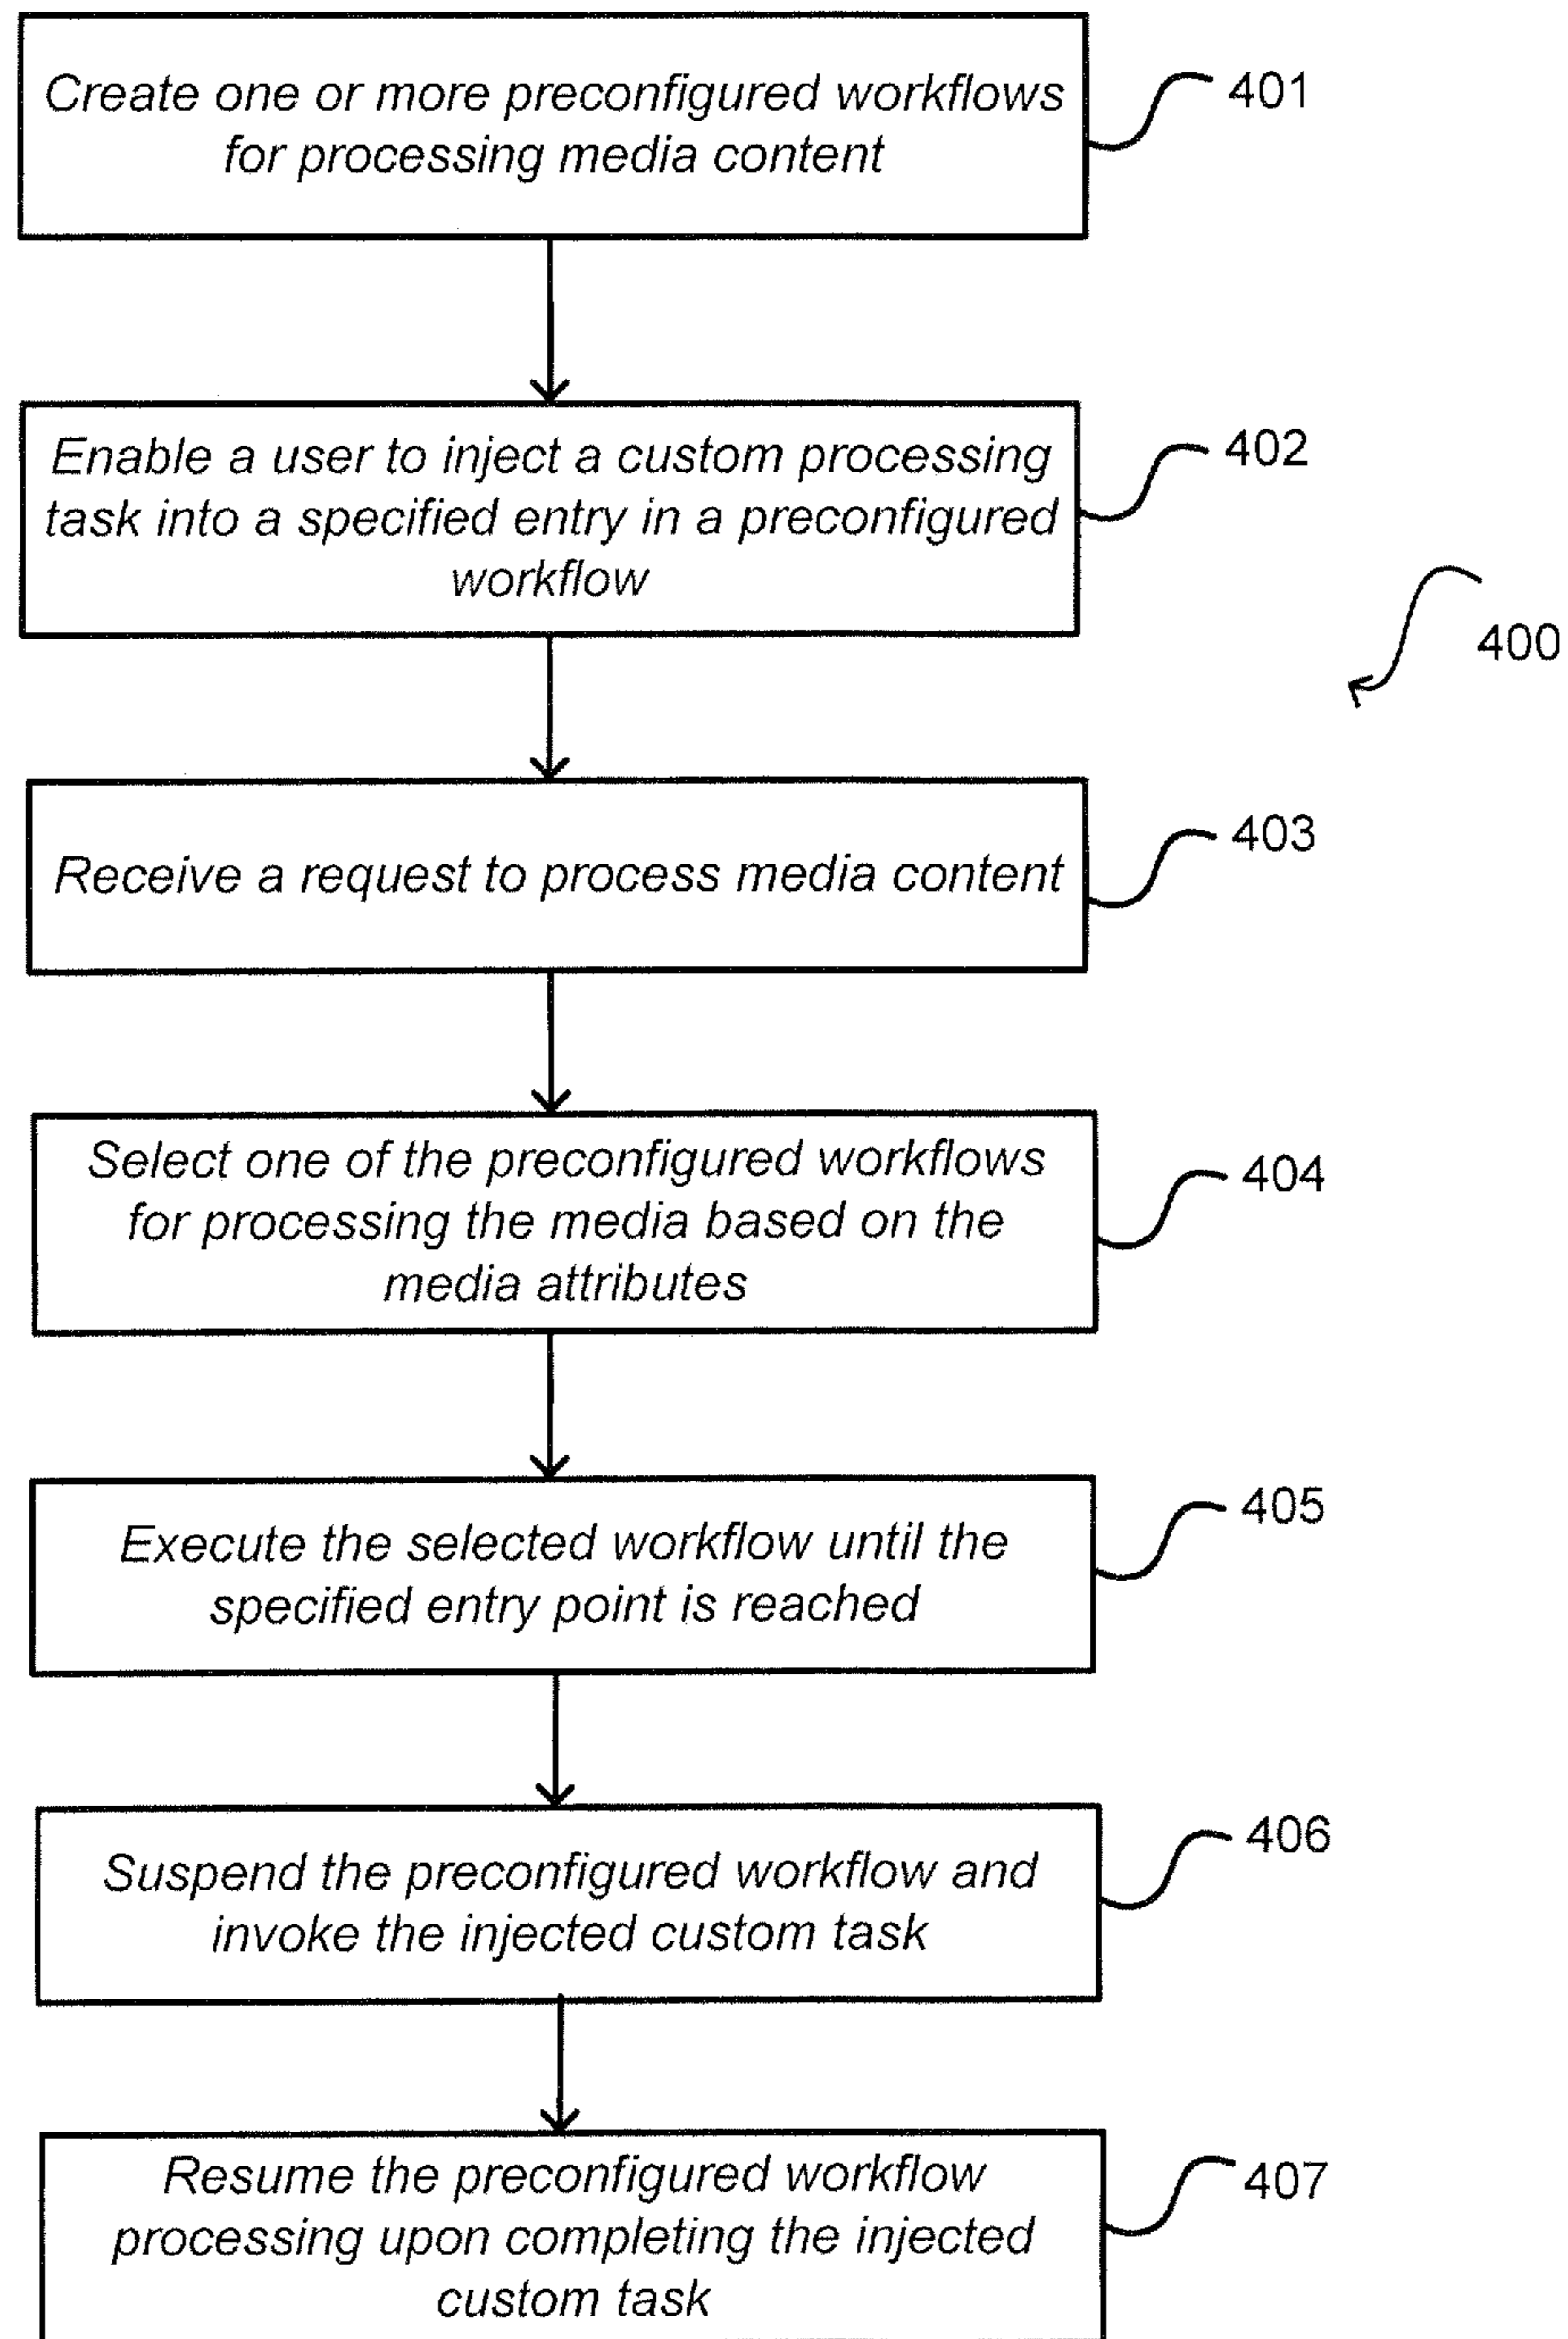 Create one or more preconfigured workflows
for processing media content
401
Enable a user to inject a custom processing
task into a specified entry in a preconfigured
workflow
402
400
Receive a request to process media content
403
Select one of the preconfigured workflows
for processing the media based on the
media attributes
404
Execute the selected workflow until the
specified entry point is reached
405
Suspend the preconfigured workflow and
invoke the injected custom task
406
Resume the preconfigured workflow
processing upon completing the injected
custom task
407